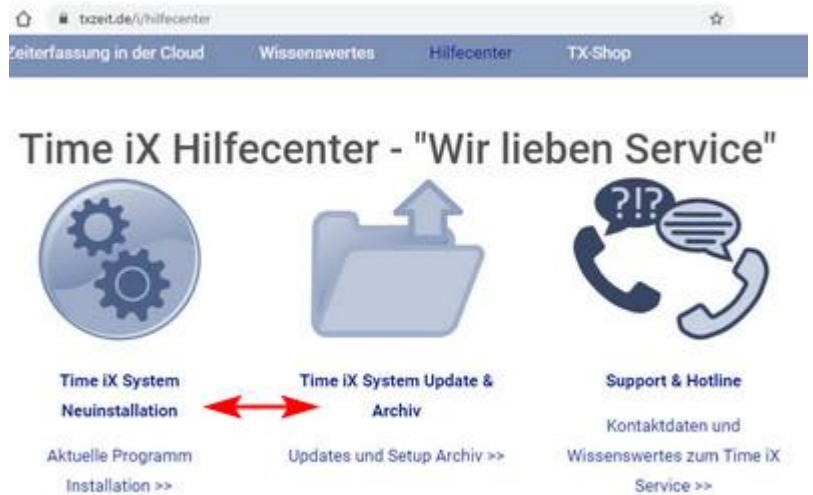 txzeit.de/i/hilfecenter
Zeiterfassung in der Cloud Wissenswertes Hilfecenter TX-Shop
Time iX Hilfecenter - "Wir lieben Service"
?!?
Time iX System
Neuinstallation
Aktuelle Programm
Installation >>
Time iX System Update &
Archiv
Updates und Setup Archiv >>
Support & Hotline
Kontaktdaten und
Wissenswertes zum Time iX
Service >>